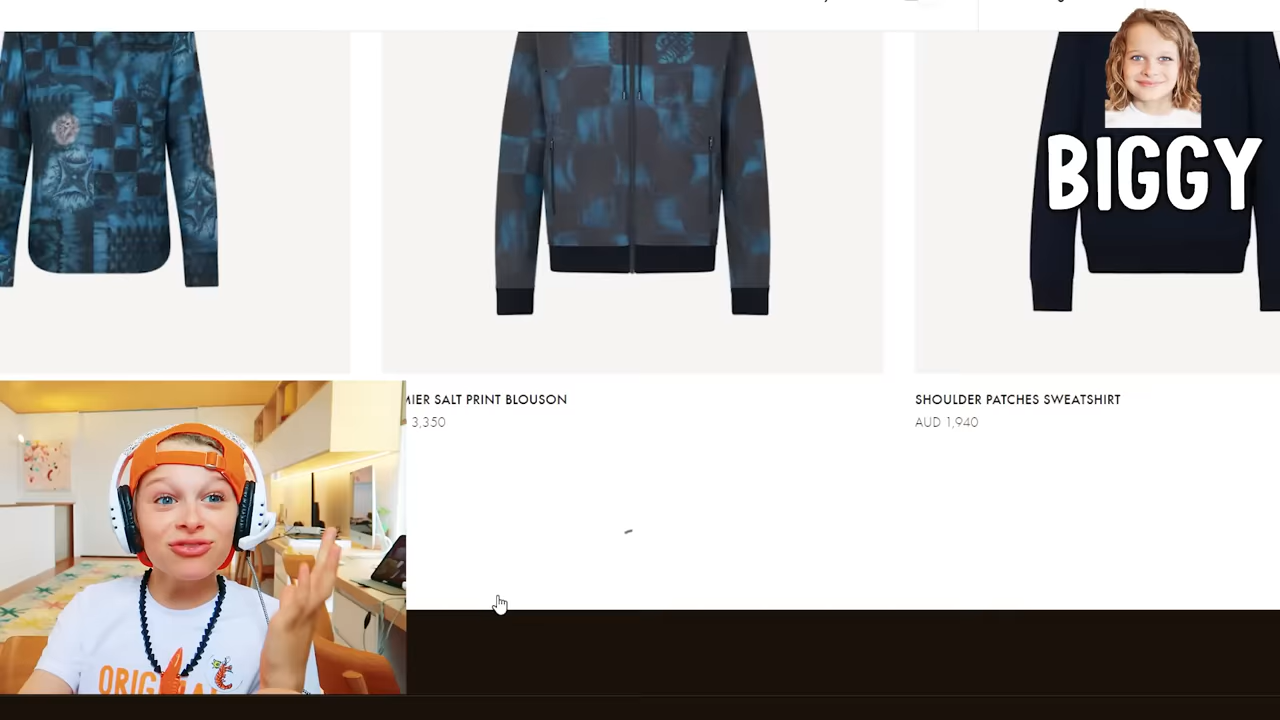 BIGGY
MIER SALT PRINT BLOUSON
3,350
SHOULDER PATCHES SWEATSHIRT
AUD 1,940